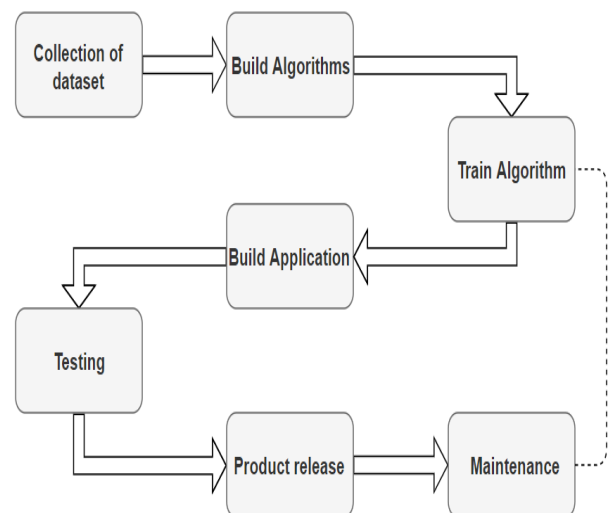 Collection of
dataset
Build Algorithms
Train Algorithm
Build Application
Testing
Product release
Maintenance